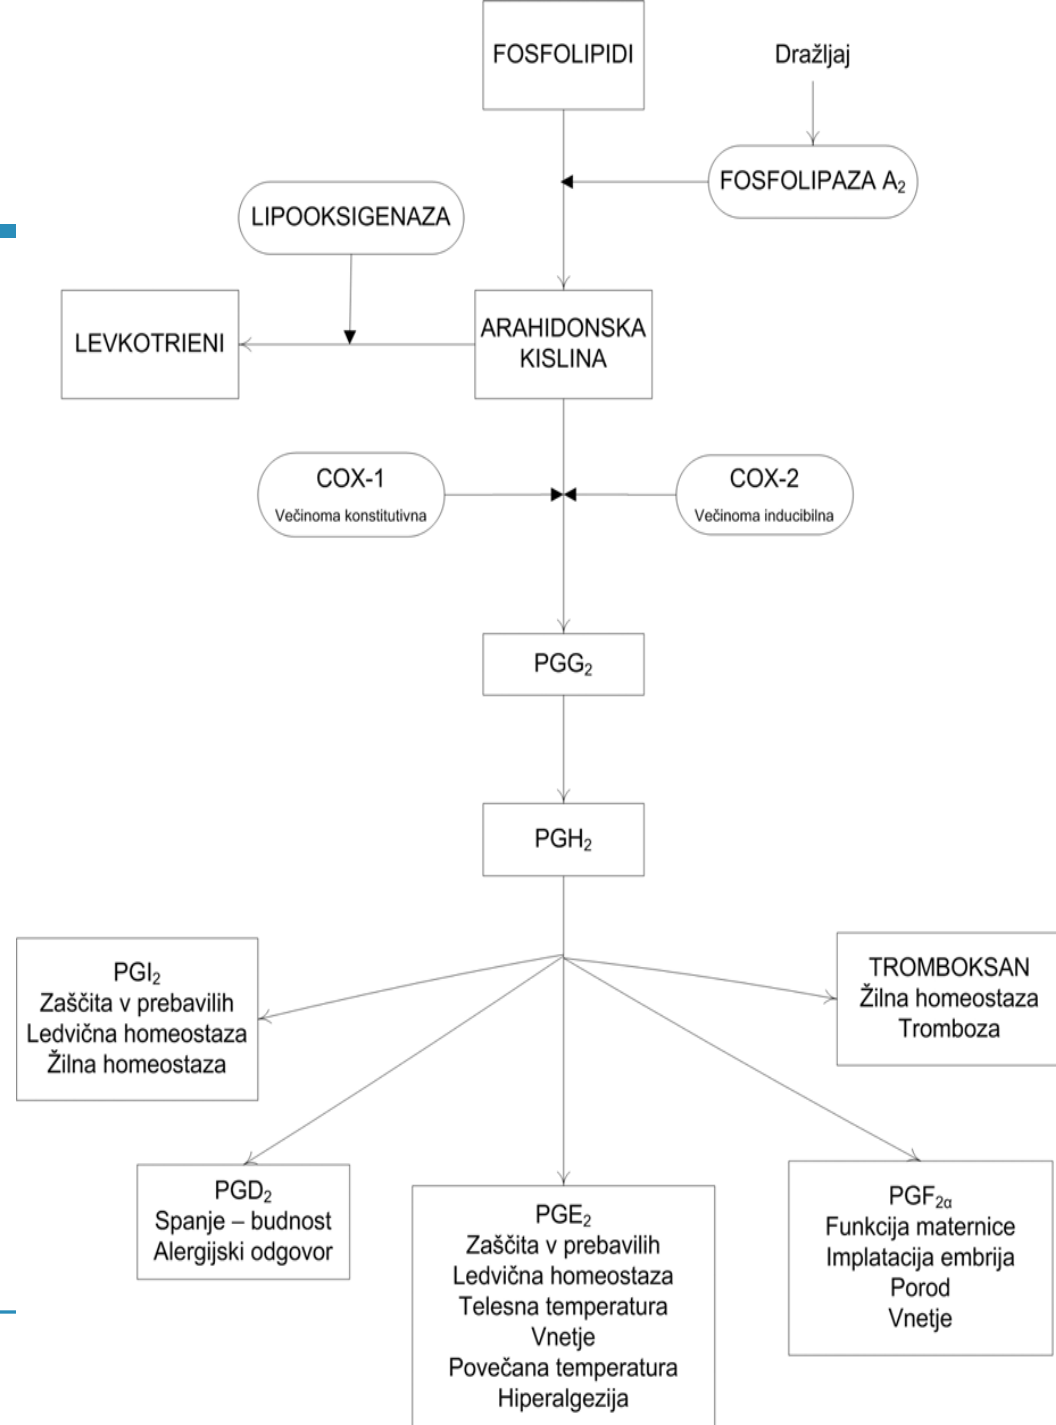 FOSFOLIPIDI
Dražljaj
FOSFOLIPAZA A₂
LIPOOKSIGENAZA
LEVKOTRIENI
ARAHIDONSKA
KISLINA
COX-1
Večinoma konstitutivna
COX-2
Večinoma inducibilna
PGG₂
PGH₂
PGI₂
Zaščita v prebavilih
Ledvična homeostaza
Žilna homeostaza
TROMBOKSAN
Žilna homeostaza
Tromboza
PGD₂
Spanje – budnost
Alergijski odgovor
PGE₂
Zaščita v prebavilih
Ledvična homeostaza
Telesna temperatura
Vnetje
Povečana temperatura
Hiperalgezija
PGF₂α
Funkcija maternice
Implatacija embrija
Porod
Vnetje